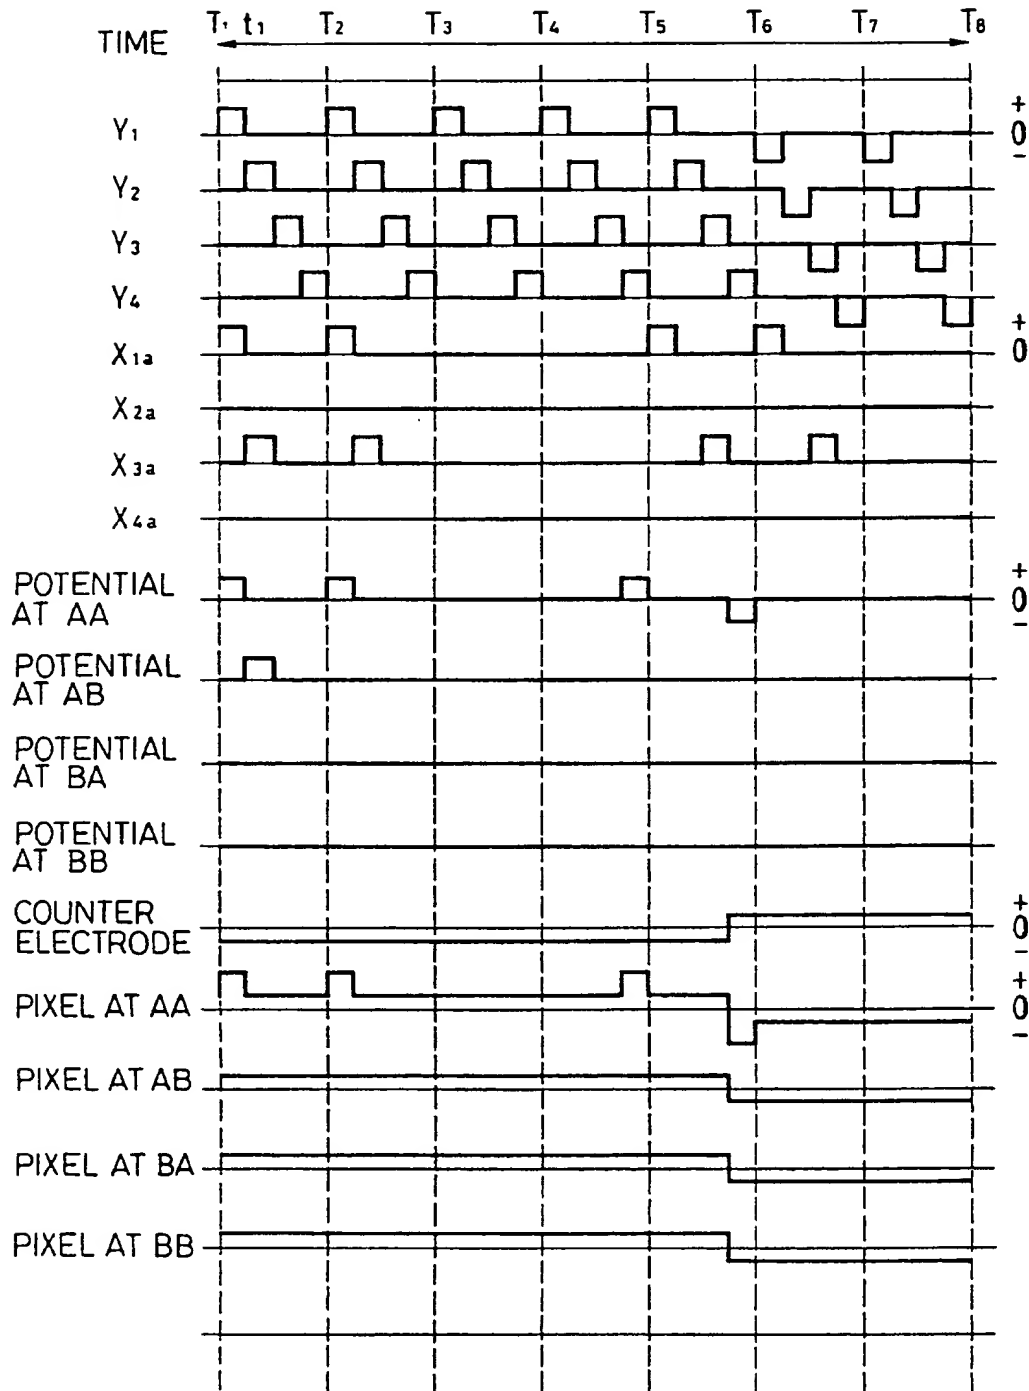 TIME T₁ t₁ T₂ T₃ T₄ T₅ T₆ T₇ T₈
+
Y₁ 0
−
Y₂
Y₃
Y₄
+
X₁ₐ 0
X₂ₐ
X₃ₐ
X₄ₐ
POTENTIAL +
AT AA 0
−
POTENTIAL
AT AB
POTENTIAL
AT BA
POTENTIAL
AT BB
COUNTER +
ELECTRODE 0
−
+
PIXEL AT AA 0
−
PIXEL AT AB
PIXEL AT BA
PIXEL AT BB